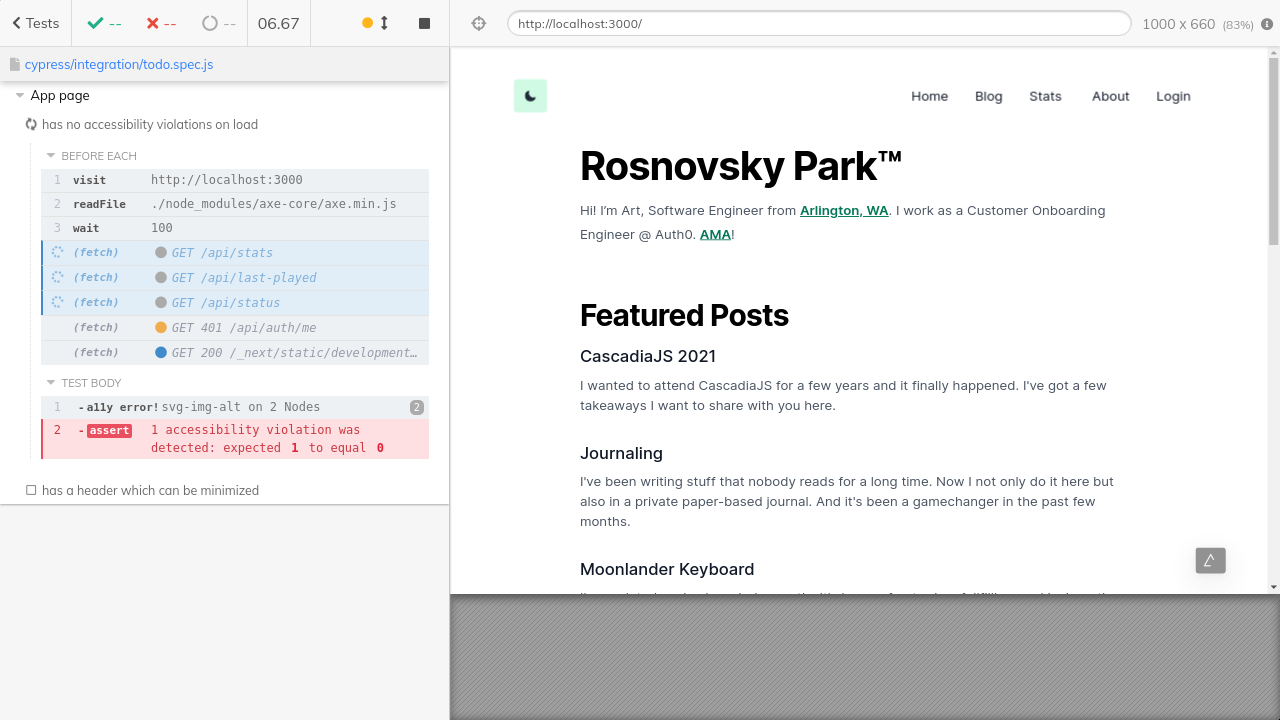 Tests
--
--
--
06.67
http://localhost:3000/
1000 x 660 (83%)
cypress/integration/todo.spec.js
App page
has no accessibility violations on load
BEFORE EACH
1 visit http://localhost:3000
2 readFile ./node_modules/axe-core/axe.min.js
3 wait 100
(fetch) GET /api/stats
(fetch) GET /api/last-played
(fetch) GET /api/status
(fetch) GET 401 /api/auth/me
(fetch) GET 200 /_next/static/development…
TEST BODY
1 -a11y error! svg-img-alt on 2 Nodes 2
2 -assert 1 accessibility violation was
detected: expected 1 to equal 0
has a header which can be minimized
Home Blog Stats About Login
Rosnovsky Park™
Hi! I'm Art, Software Engineer from Arlington, WA. I work as a Customer Onboarding
Engineer @ Auth0. AMA!
Featured Posts
CascadiaJS 2021
I wanted to attend CascadiaJS for a few years and it finally happened. I've got a few
takeaways I want to share with you here.
Journaling
I've been writing stuff that nobody reads for a long time. Now I not only do it here but
also in a private paper-based journal. And it's been a gamechanger in the past few
months.
Moonlander Keyboard